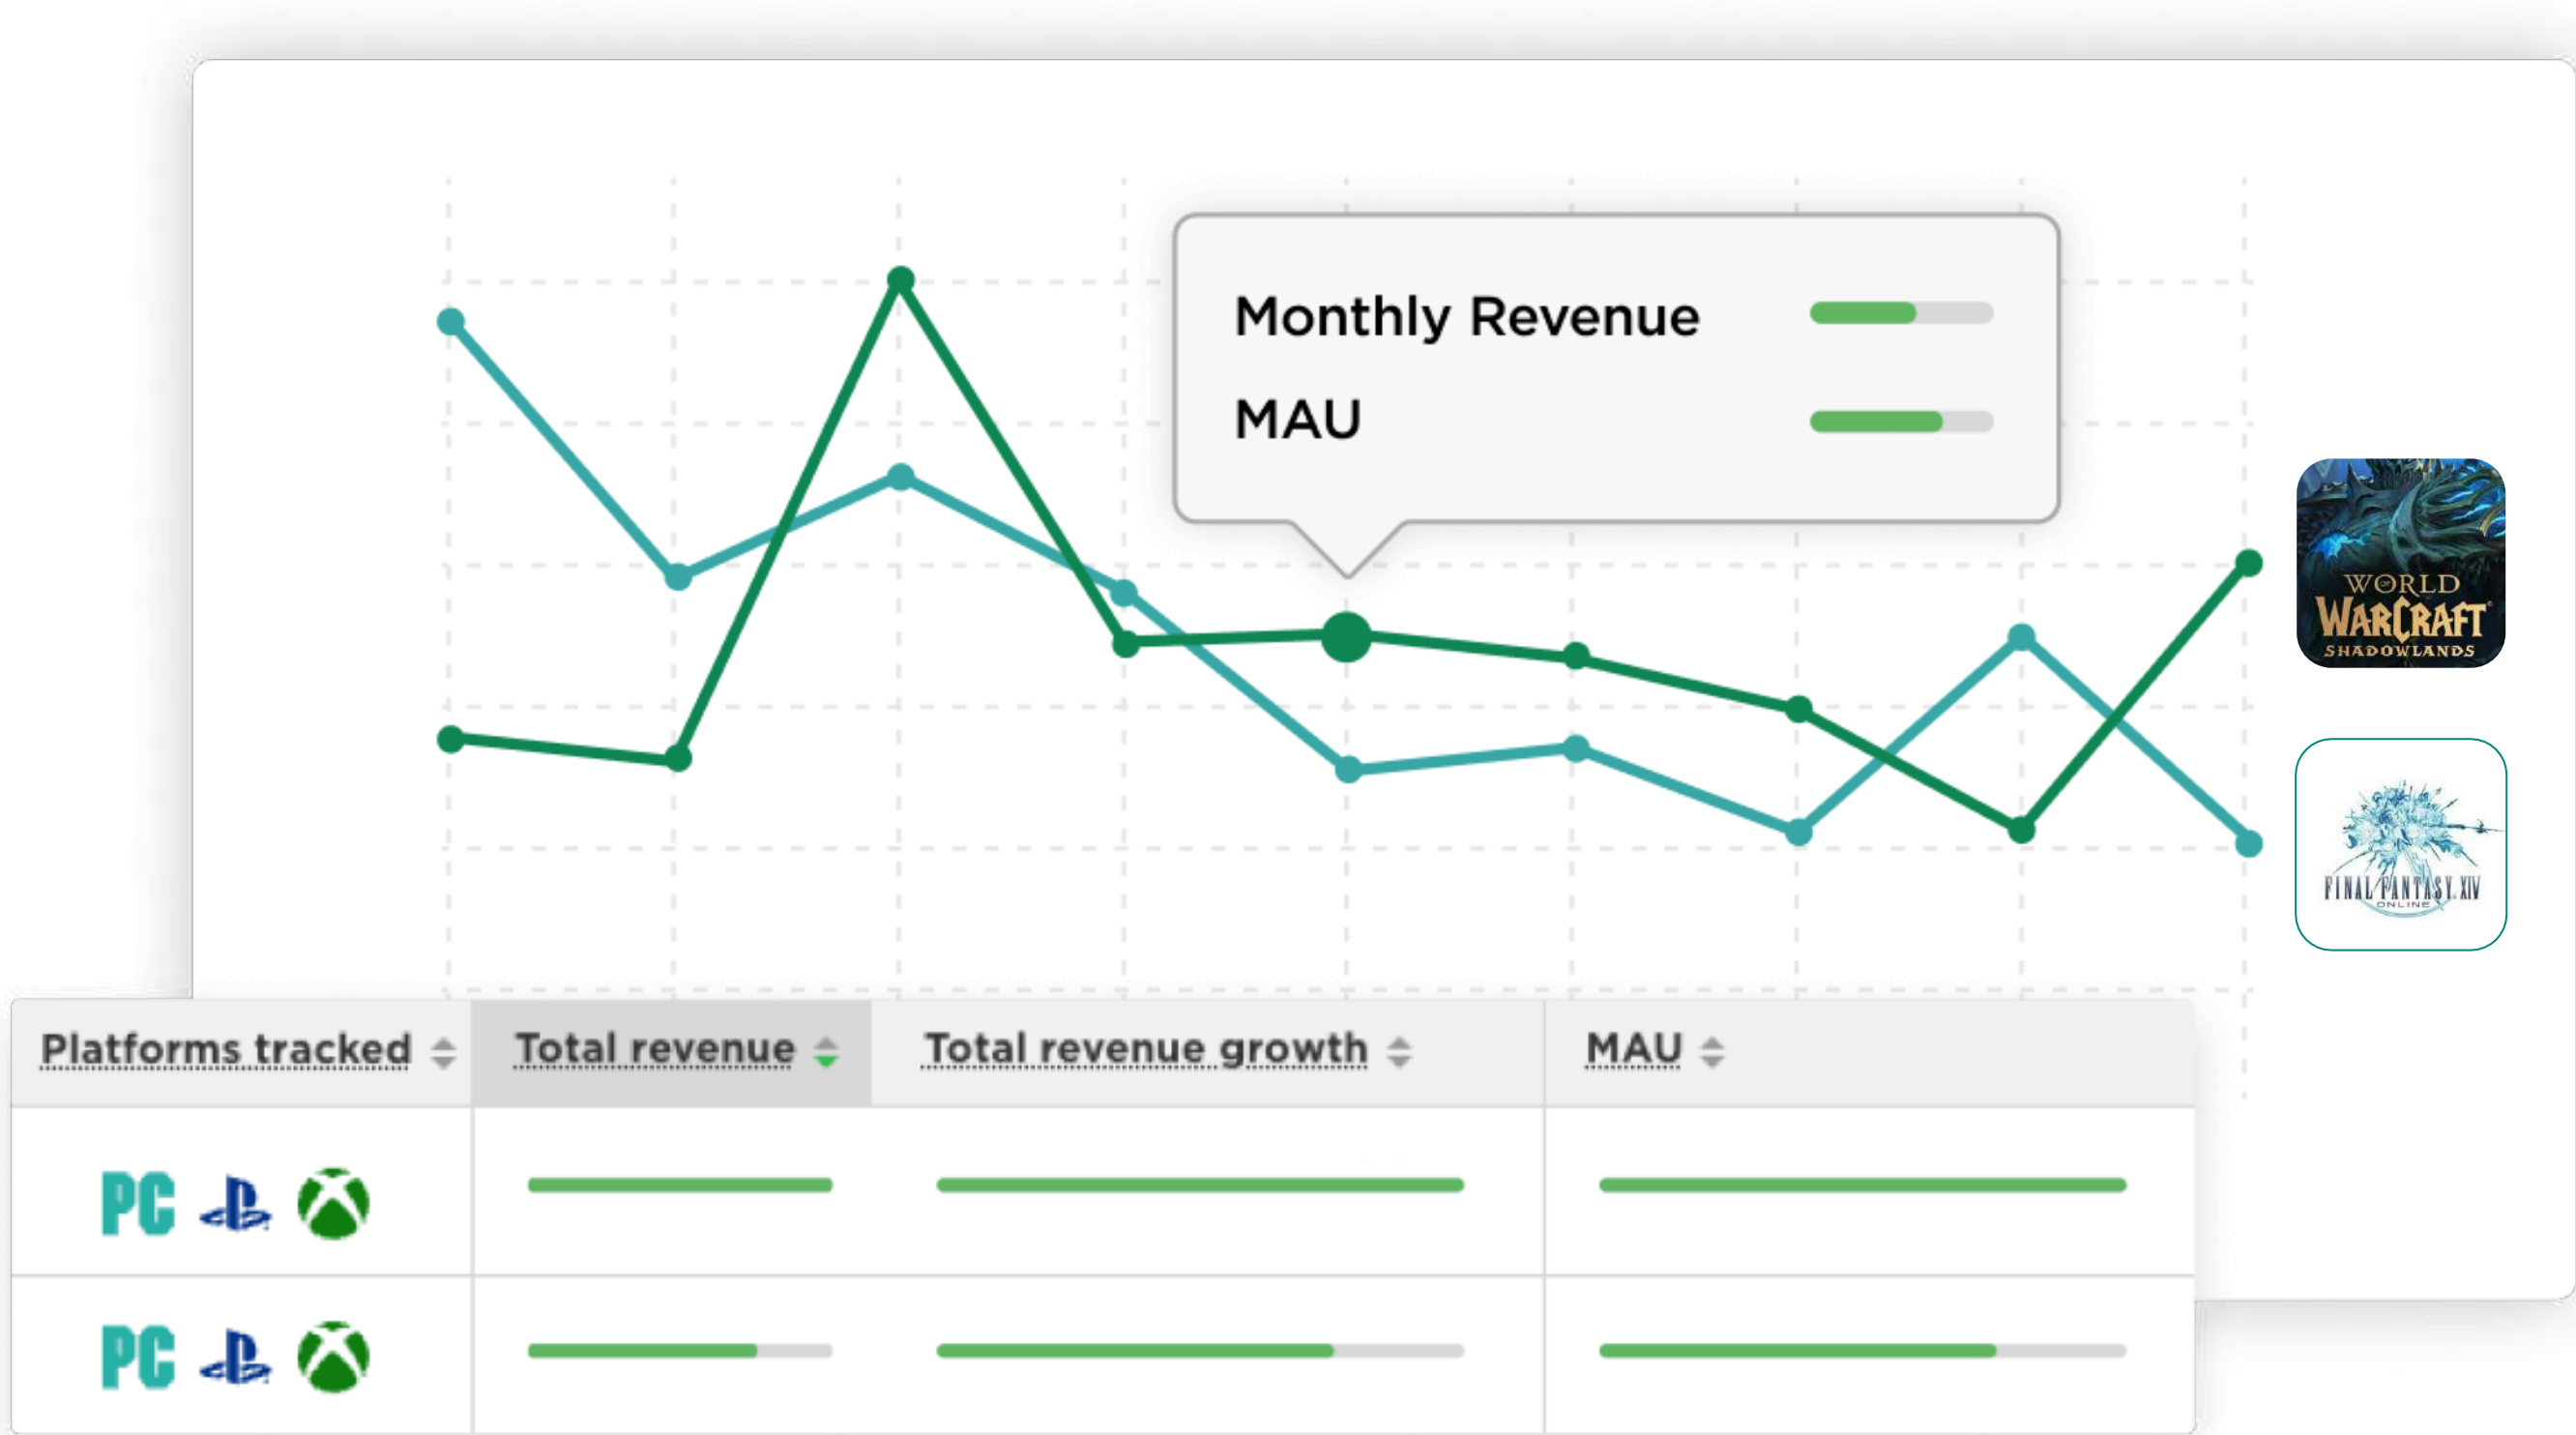 Monthly Revenue
MAU
WORLD
OF
WARCRAFT
SHADOWLANDS
FINAL FANTASY XIV
ONLINE
Platforms tracked Total revenue Total revenue growth MAU
PC
PC